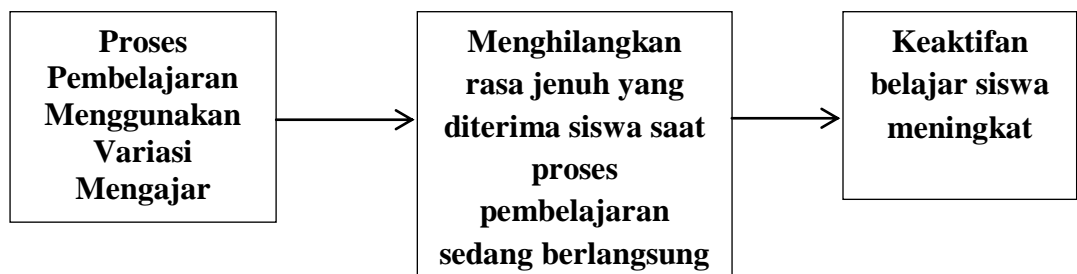 Proses
Pembelajaran
Menggunakan
Variasi
Mengajar
Menghilangkan
rasa jenuh yang
diterima siswa saat
proses
pembelajaran
sedang berlangsung
Keaktifan
belajar siswa
meningkat